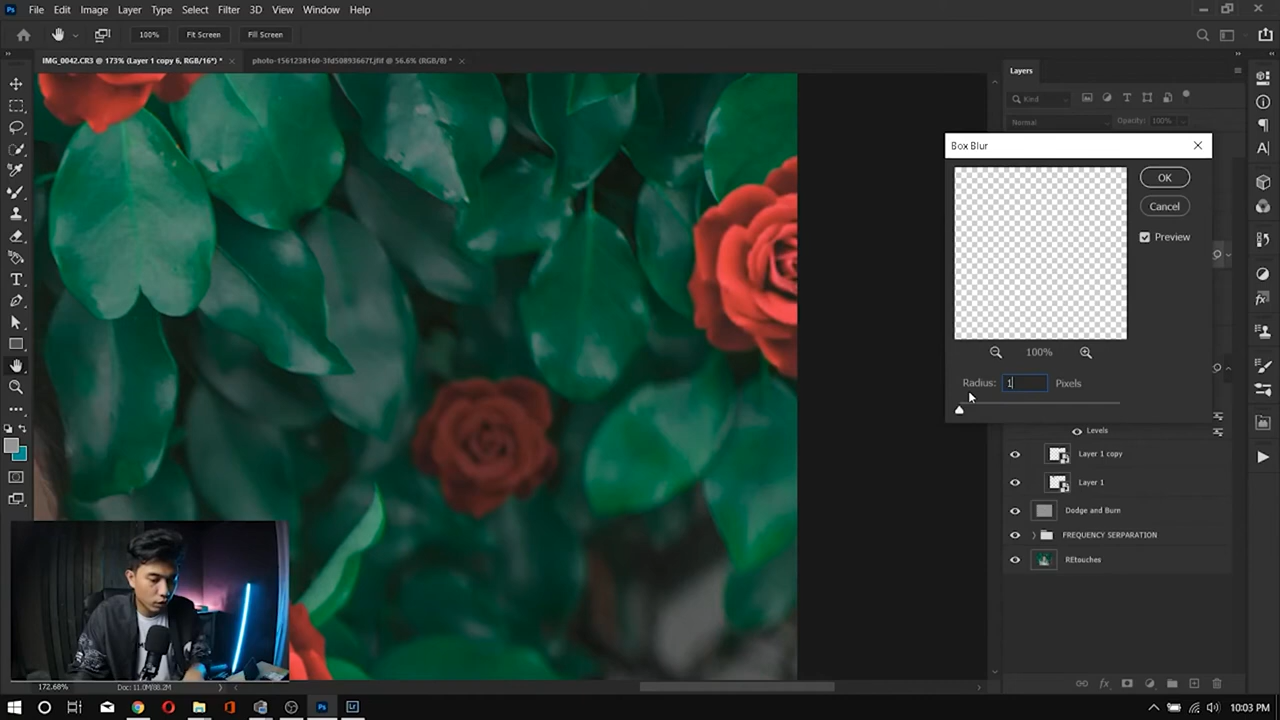 Ps File Edit Image Layer Type Select Filter 3D View Window Help
100% Fit Screen Fill Screen
IMG_0042.CR3 @ 173% (Layer 1 copy 6, RGB/16*) * × photo-1561238160-3fd50893667f.jfif @ 56.6% (RGB/8) * ×
Layers
Kind
Normal Opacity: 100%
Box Blur
OK
Cancel
Preview
100%
Radius: 1 Pixels
Levels
Layer 1 copy
Layer 1
Dodge and Burn
FREQUENCY SERPARATION
REtouches
172.68% Doc: 11.0M/88.2M
10:03 PM